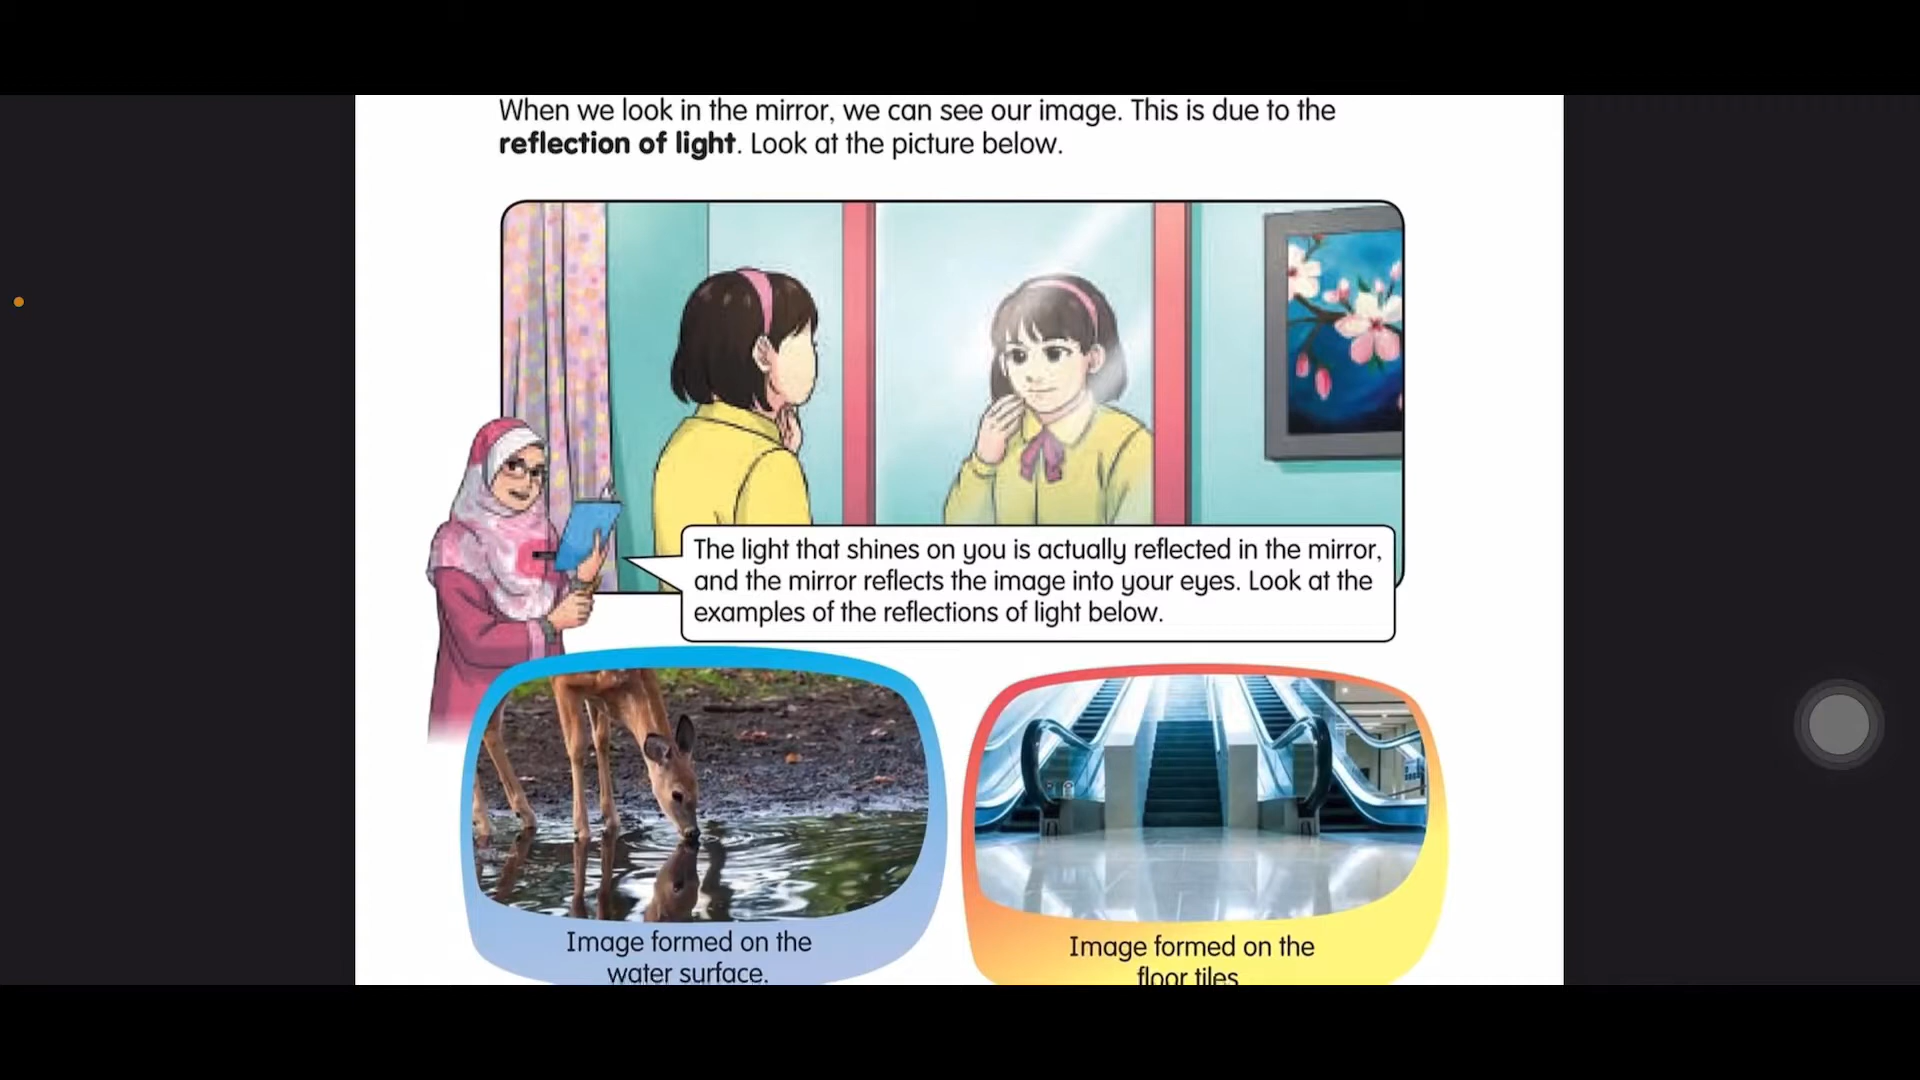 When we look in the mirror, we can see our image. This is due to the
reflection of light. Look at the picture below.
The light that shines on you is actually reflected in the mirror,
and the mirror reflects the image into your eyes. Look at the
examples of the reflections of light below.
Image formed on the
water surface.
Image formed on the
floor tiles